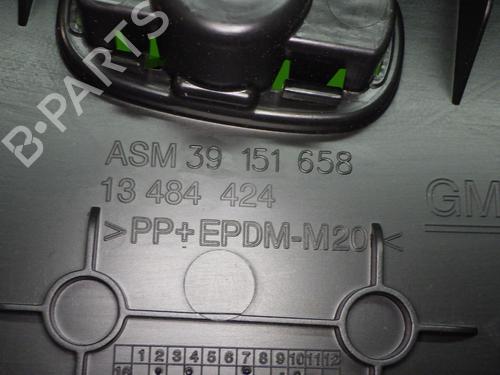 B-PARTS
ASM 39 151 658
13 484 424
GM
>PP+EPDM-M20<
1 2 3 4 5 6 7 8 9 10 11 12